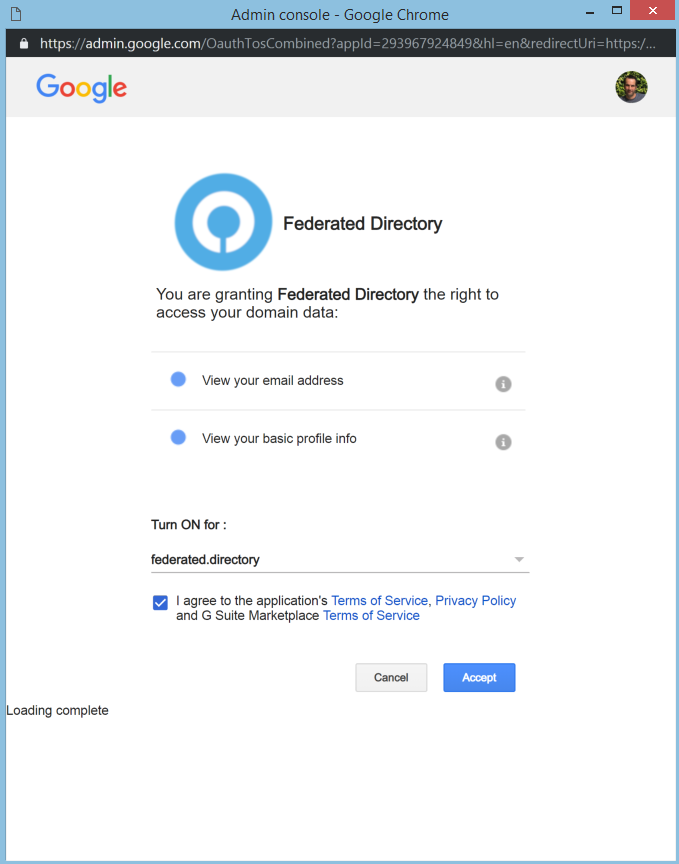 Admin console - Google Chrome
https://admin.google.com/OauthTosCombined?appId=293967924849&hl=en&redirectUri=https:/...
Google
Federated Directory
You are granting Federated Directory the right to
access your domain data:
View your email address
i
View your basic profile info
i
Turn ON for :
federated.directory
I agree to the application's Terms of Service, Privacy Policy
and G Suite Marketplace Terms of Service
Cancel Accept
Loading complete